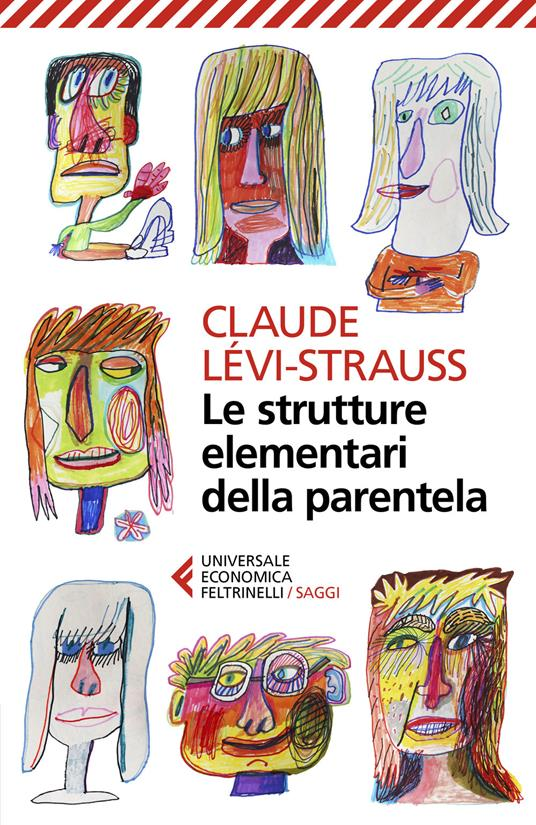 CLAUDE
LÉVI-STRAUSS
Le strutture
elementari
della parentela
UNIVERSALE
ECONOMICA
FELTRINELLI/SAGGI